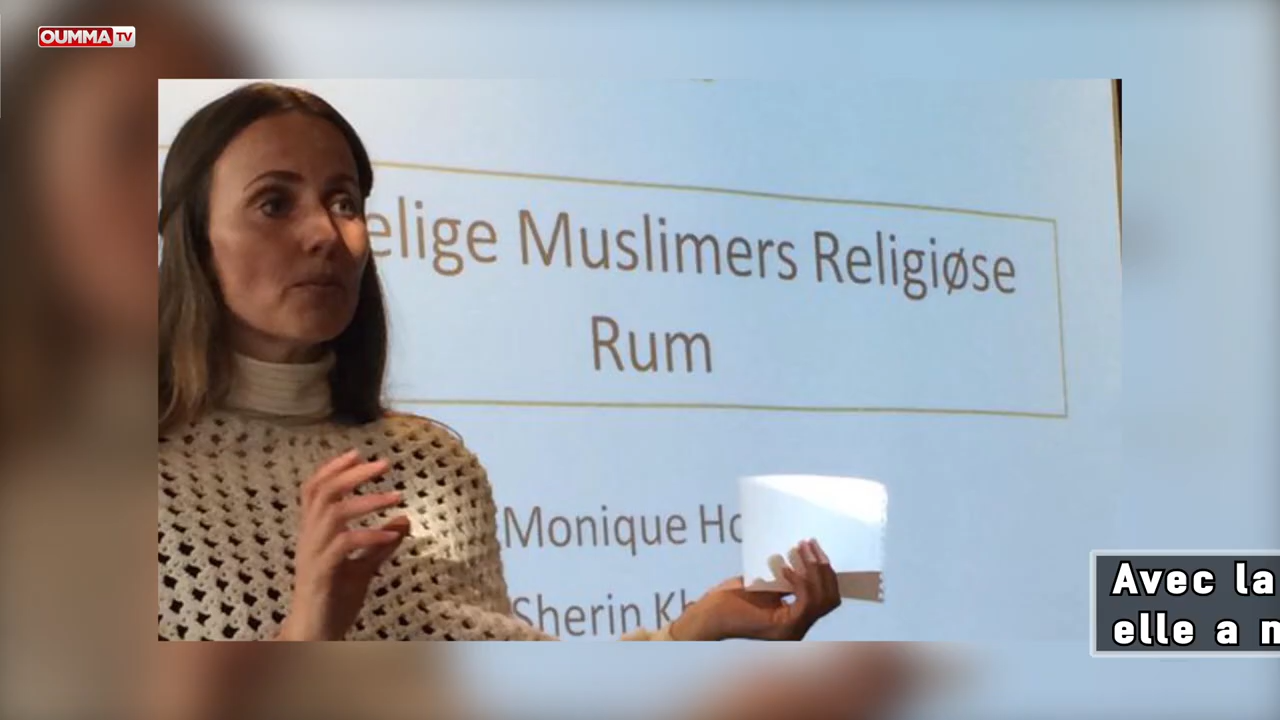 OUMMA TV
elige Muslimers Religiøse
Rum
Monique Ho
Sherin Kh
Avec la
elle a